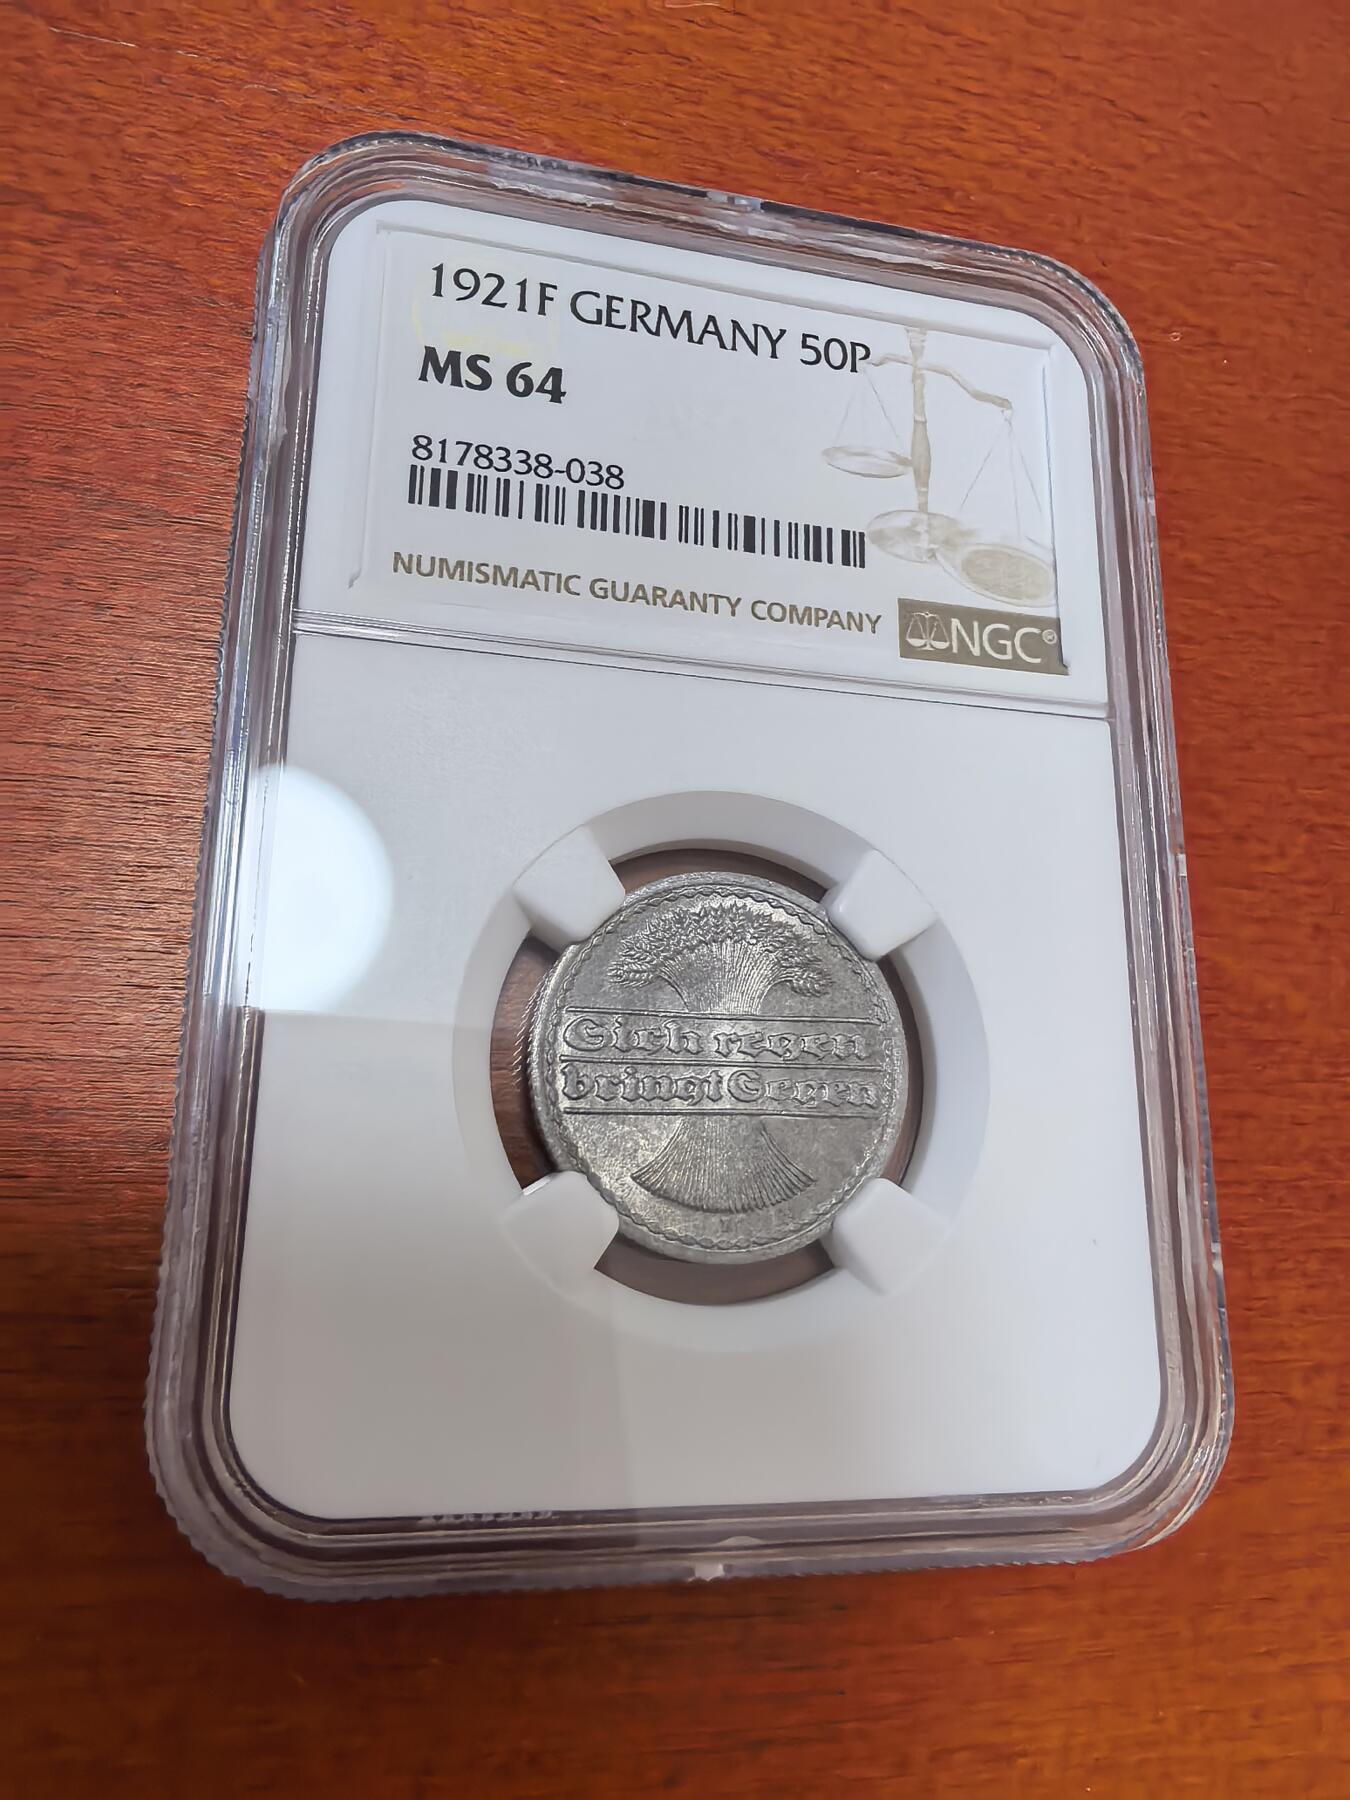 1921F GERMANY 50P
MS 64
8178338-038
NUMISMATIC GUARANTY COMPANY
NGC®
Sich regen
bringt Segen